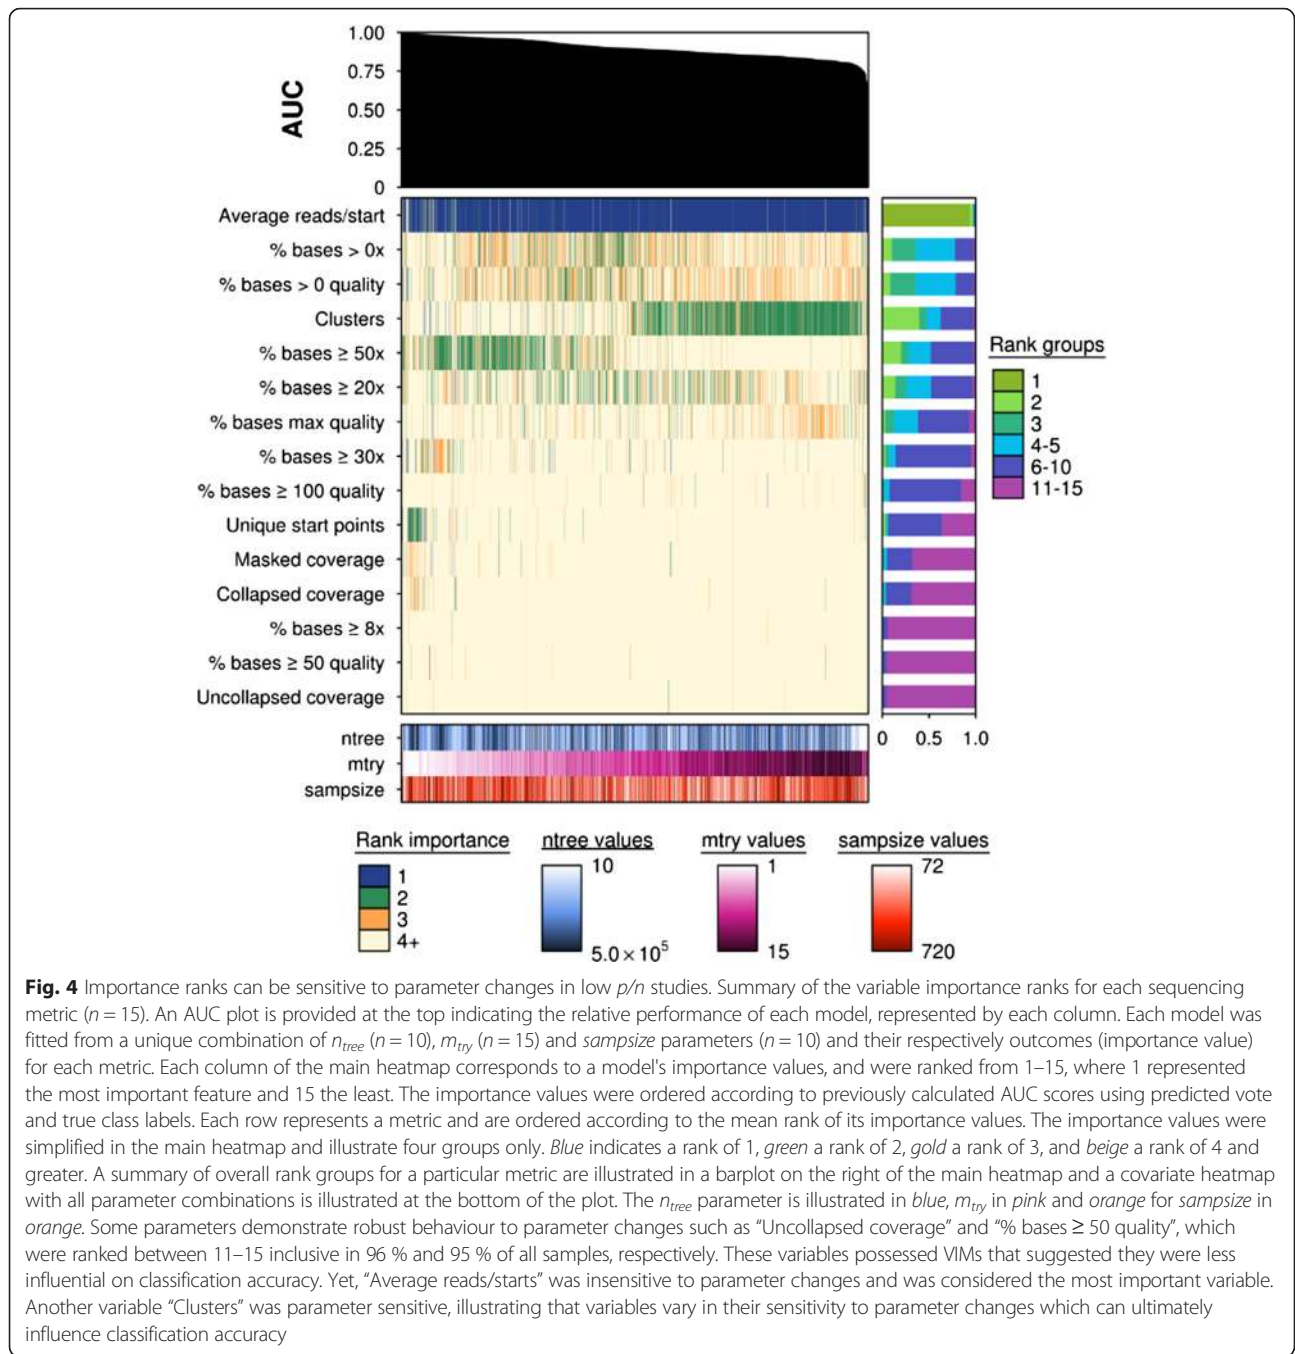 1.00
0.75
0.50
0.25
0
AUC
Average reads/start
% bases > 0x
% bases > 0 quality
Clusters
% bases ≥ 50x
% bases ≥ 20x
% bases max quality
% bases ≥ 30x
% bases ≥ 100 quality
Unique start points
Masked coverage
Collapsed coverage
% bases ≥ 8x
% bases ≥ 50 quality
Uncollapsed coverage
Rank groups
1
2
3
4-5
6-10
11-15
0 0.5 1.0
ntree
mtry
sampsize
Rank importance
1
2
3
4+
ntree values
10
5.0 × 10⁵
mtry values
1
15
sampsize values
72
720
Fig. 4 Importance ranks can be sensitive to parameter changes in low p/n studies. Summary of the variable importance ranks for each sequencing
metric (n = 15). An AUC plot is provided at the top indicating the relative performance of each model, represented by each column. Each model was
fitted from a unique combination of ntree (n = 10), mtry (n = 15) and sampsize parameters (n = 10) and their respectively outcomes (importance value)
for each metric. Each column of the main heatmap corresponds to a model's importance values, and were ranked from 1–15, where 1 represented
the most important feature and 15 the least. The importance values were ordered according to previously calculated AUC scores using predicted vote
and true class labels. Each row represents a metric and are ordered according to the mean rank of its importance values. The importance values were
simplified in the main heatmap and illustrate four groups only. Blue indicates a rank of 1, green a rank of 2, gold a rank of 3, and beige a rank of 4 and
greater. A summary of overall rank groups for a particular metric are illustrated in a barplot on the right of the main heatmap and a covariate heatmap
with all parameter combinations is illustrated at the bottom of the plot. The ntree parameter is illustrated in blue, mtry in pink and orange for sampsize in
orange. Some parameters demonstrate robust behaviour to parameter changes such as “Uncollapsed coverage” and “% bases ≥ 50 quality”, which
were ranked between 11–15 inclusive in 96 % and 95 % of all samples, respectively. These variables possessed VIMs that suggested they were less
influential on classification accuracy. Yet, “Average reads/starts” was insensitive to parameter changes and was considered the most important variable.
Another variable “Clusters” was parameter sensitive, illustrating that variables vary in their sensitivity to parameter changes which can ultimately
influence classification accuracy